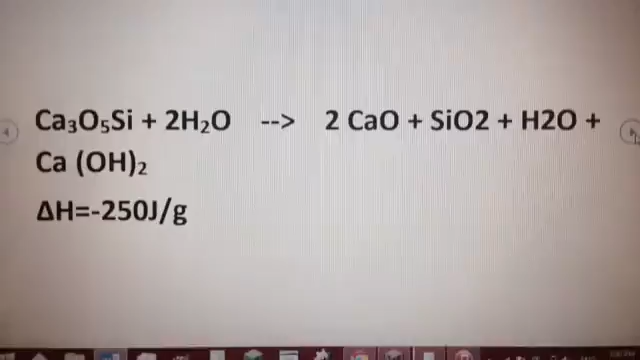 Ca₃O₅Si + 2H₂O --> 2 CaO + SiO2 + H2O +
Ca (OH)₂
ΔH=-250J/g